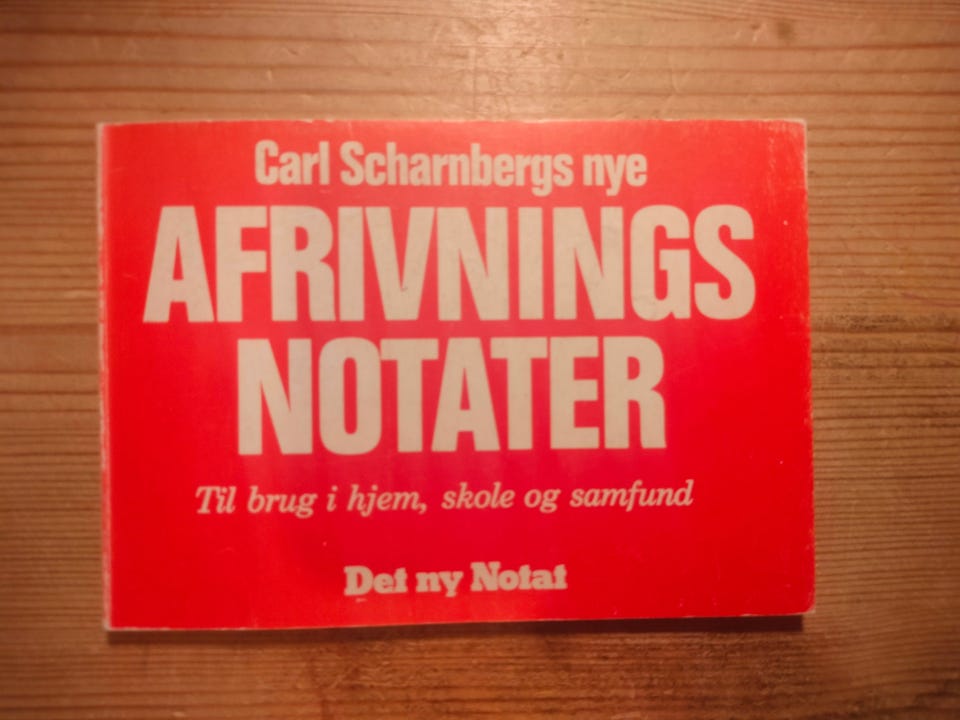 Carl Scharnbergs nye
AFRIVNINGS
NOTATER
Til brug i hjem, skole og samfund
Det ny Notat